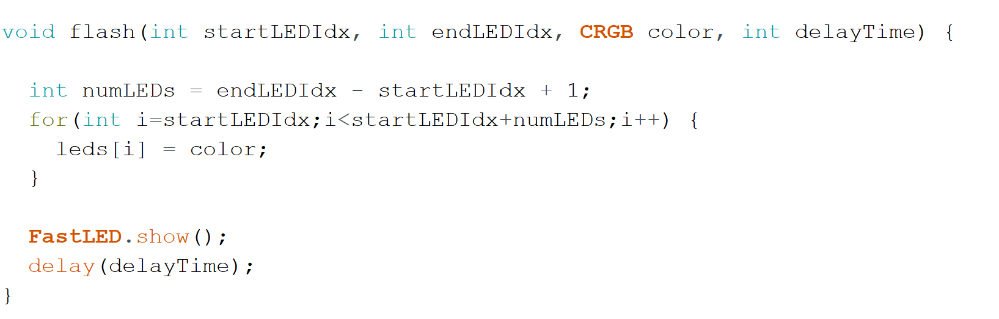 void flash(int startLEDIdx, int endLEDIdx, CRGB color, int delayTime) {
int numLEDs = endLEDIdx - startLEDIdx + 1;
for(int i=startLEDIdx;i<startLEDIdx+numLEDs;i++) {
leds[i] = color;
}
FastLED.show();
delay(delayTime);
}